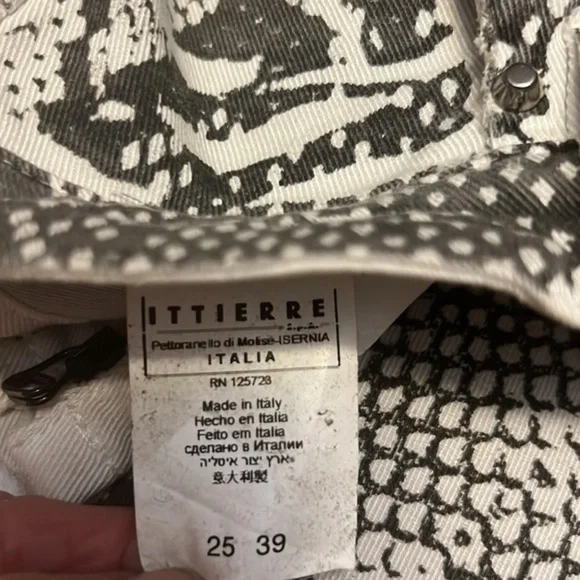 ITTIERRE
S.p.A.
Pettoranello di Molise-ISERNIA
ITALIA
RN 125723
Made in Italy
Hecho en Italia
Feito em Italia
сделано в Италии
ארץ יצור איטליה
意大利製
25 39